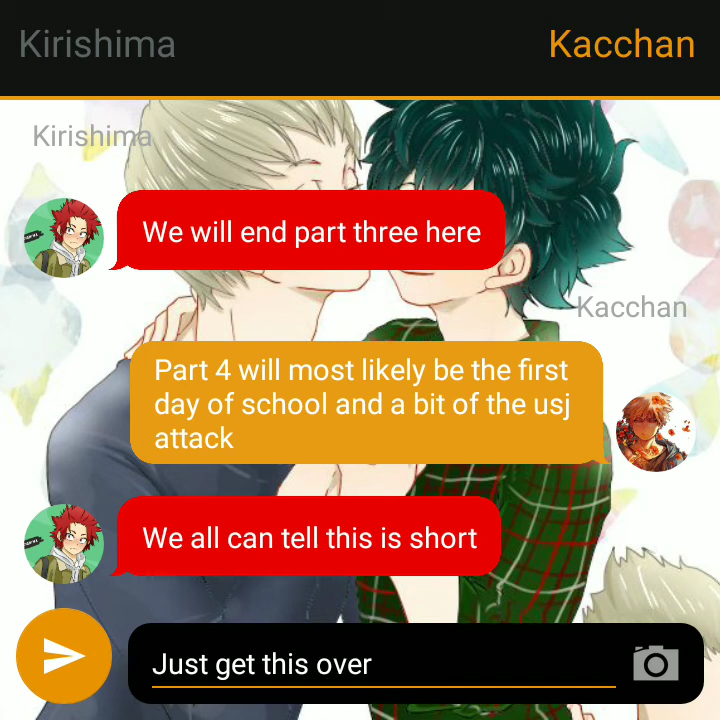 Kirishima
Kacchan
Kirishima
We will end part three here
Kacchan
Part 4 will most likely be the first
day of school and a bit of the usj
attack
We all can tell this is short
Just get this over